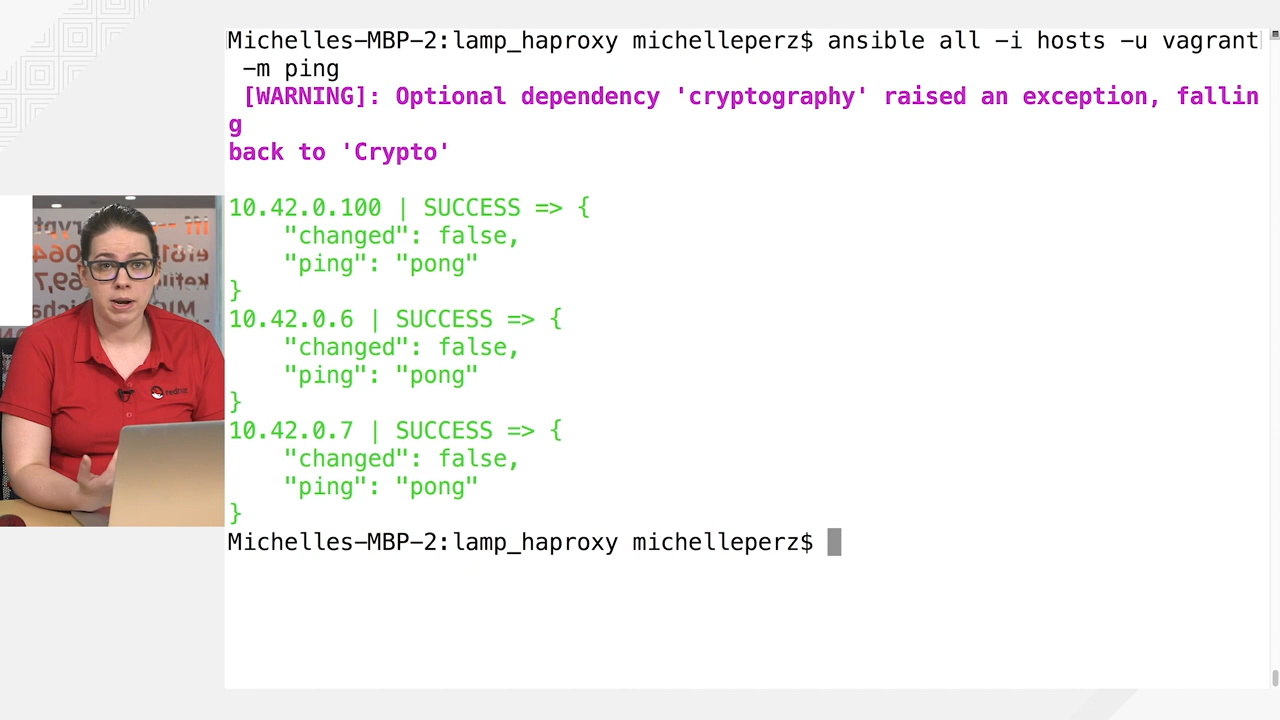 Michelles-MBP-2:lamp_haproxy michelleperz$ ansible all -i hosts -u vagrant
-m ping
[WARNING]: Optional dependency 'cryptography' raised an exception, fallin
g
back to 'Crypto'
10.42.0.100 | SUCCESS => {
"changed": false,
"ping": "pong"
}
10.42.0.6 | SUCCESS => {
"changed": false,
"ping": "pong"
}
10.42.0.7 | SUCCESS => {
"changed": false,
"ping": "pong"
}
Michelles-MBP-2:lamp_haproxy michelleperz$